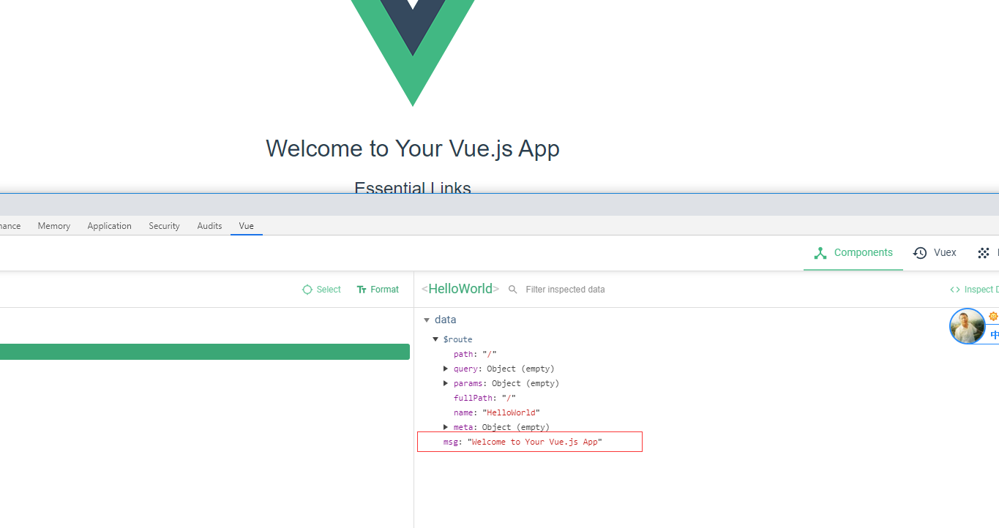 Welcome to Your Vue.js App
Essential Links
nance Memory Application Security Audits Vue
Components Vuex
Select Format <HelloWorld> Filter inspected data Inspect D
data
$route
path: "/"
query: Object (empty)
params: Object (empty)
fullPath: "/"
name: "HelloWorld"
meta: Object (empty)
msg: "Welcome to Your Vue.js App"
中